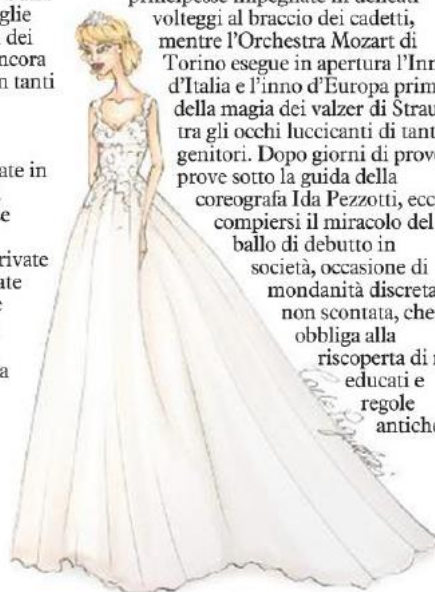 glie
dei
ncora
n tanti
ate in
rivate
ate
principesse impegnate in delicati
volteggi al braccio dei cadetti,
mentre l'Orchestra Mozart di
Torino esegue in apertura l'Inn
d'Italia e l'inno d'Europa prim
della magia dei valzer di Strau
tra gli occhi luccicanti di tant
genitori. Dopo giorni di prove
prove sotto la guida della
coreografa Ida Pezzotti, ecc
compiersi il miracolo del
ballo di debutto in
società, occasione di
mondanità discreta
non scontata, che
obbliga alla
riscoperta di
educati e
regole
antiche